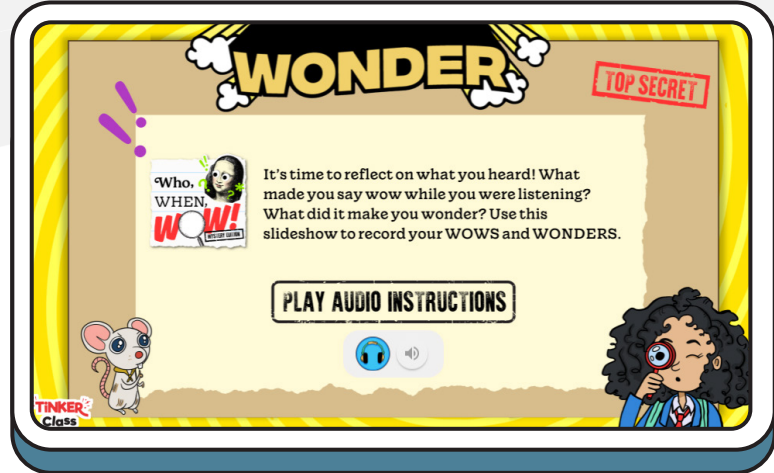 WONDER
TOP SECRET
Who,
WHEN,
WOW!
MYSTERY EDITION
It's time to reflect on what you heard! What
made you say wow while you were listening?
What did it make you wonder? Use this
slideshow to record your WOWS and WONDERS.
PLAY AUDIO INSTRUCTIONS
TINKER
Class